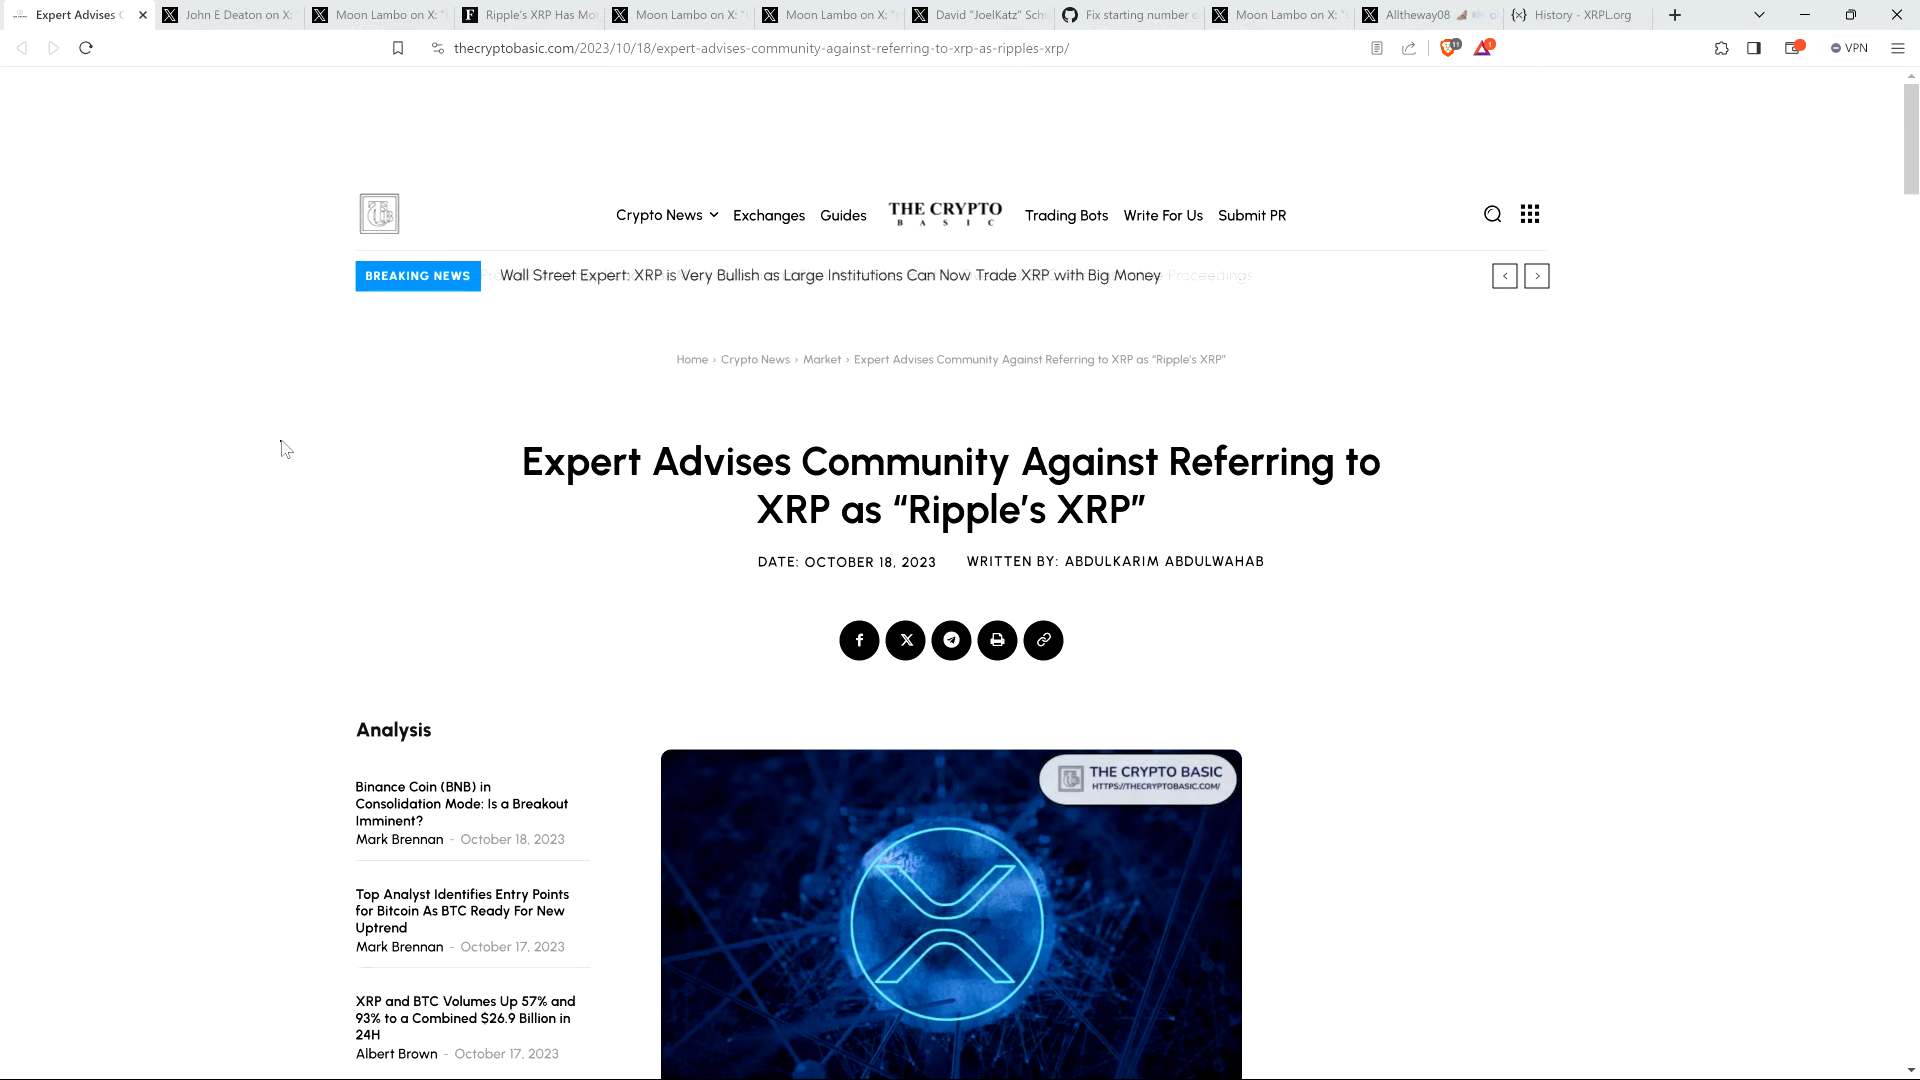 Expert Advises C
John E Deaton on X:
Moon Lambo on X: "
Ripple's XRP Has Mo
Moon Lambo on X: "
Moon Lambo on X: "
David "JoelKatz" Sch
Fix starting number o
Moon Lambo on X: "
Alltheway08
History - XRPL.org
thecryptobasic.com/2023/10/18/expert-advises-community-against-referring-to-xrp-as-ripples-xrp/
11
1
VPN
Crypto News
Exchanges
Guides
THE CRYPTO
BASIC
Trading Bots
Write For Us
Submit PR
BREAKING NEWS
Wall Street Expert: XRP is Very Bullish as Large Institutions Can Now Trade XRP with Big Money
Proceedings
Home › Crypto News › Market › Expert Advises Community Against Referring to XRP as “Ripple’s XRP”
Expert Advises Community Against Referring to
XRP as “Ripple’s XRP”
DATE: OCTOBER 18, 2023
WRITTEN BY: ABDULKARIM ABDULWAHAB
Analysis
Binance Coin (BNB) in
Consolidation Mode: Is a Breakout
Imminent?
Mark Brennan - October 18, 2023
Top Analyst Identifies Entry Points
for Bitcoin As BTC Ready For New
Uptrend
Mark Brennan - October 17, 2023
XRP and BTC Volumes Up 57% and
93% to a Combined $26.9 Billion in
24H
Albert Brown - October 17, 2023
THE CRYPTO BASIC
HTTPS://THECRYPTOBASIC.COM/